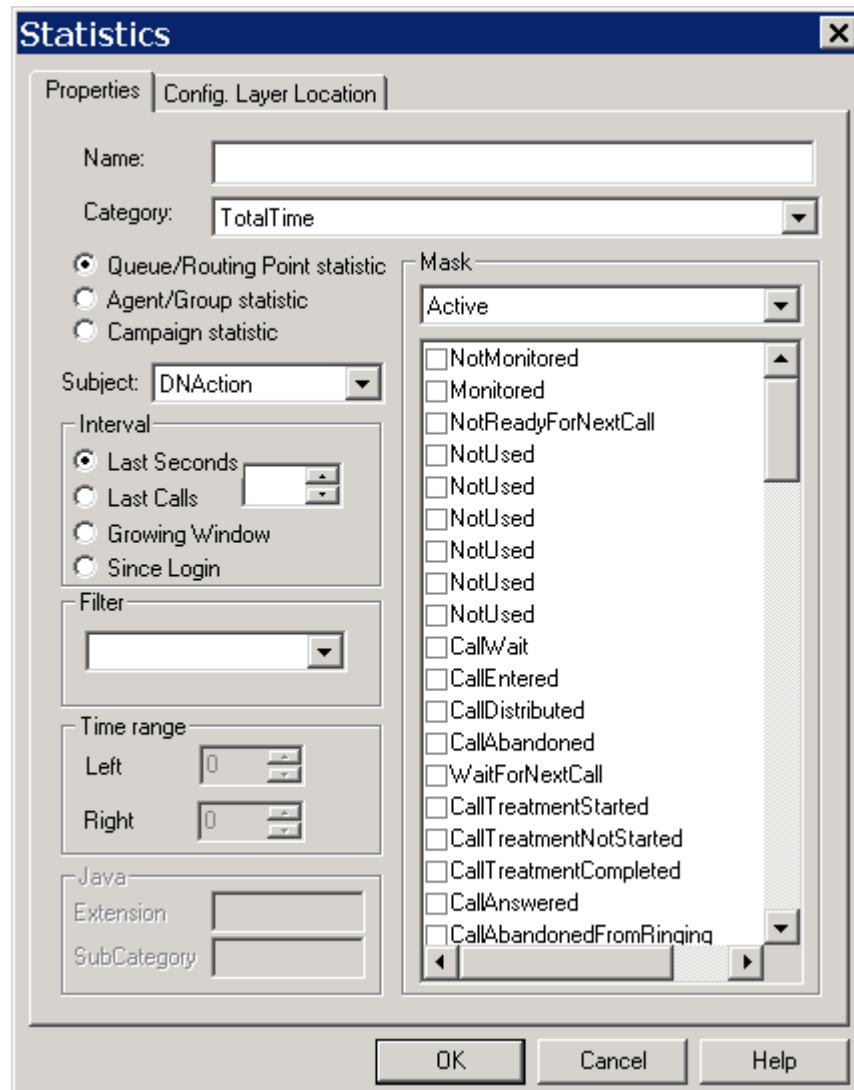 Statistics
Properties
Config. Layer Location
Name:
Category:
TotalTime
Queue/Routing Point statistic
Agent/Group statistic
Campaign statistic
Subject:
DNAction
Interval
Last Seconds
Last Calls
Growing Window
Since Login
Filter
Time range
Left
0
Right
0
Java
Extension
SubCategory
Mask
Active
NotMonitored
Monitored
NotReadyForNextCall
NotUsed
NotUsed
NotUsed
NotUsed
NotUsed
NotUsed
CallWait
CallEntered
CallDistributed
CallAbandoned
WaitForNextCall
CallTreatmentStarted
CallTreatmentNotStarted
CallTreatmentCompleted
CallAnswered
CallAbandonedFromRinging
OK
Cancel
Help